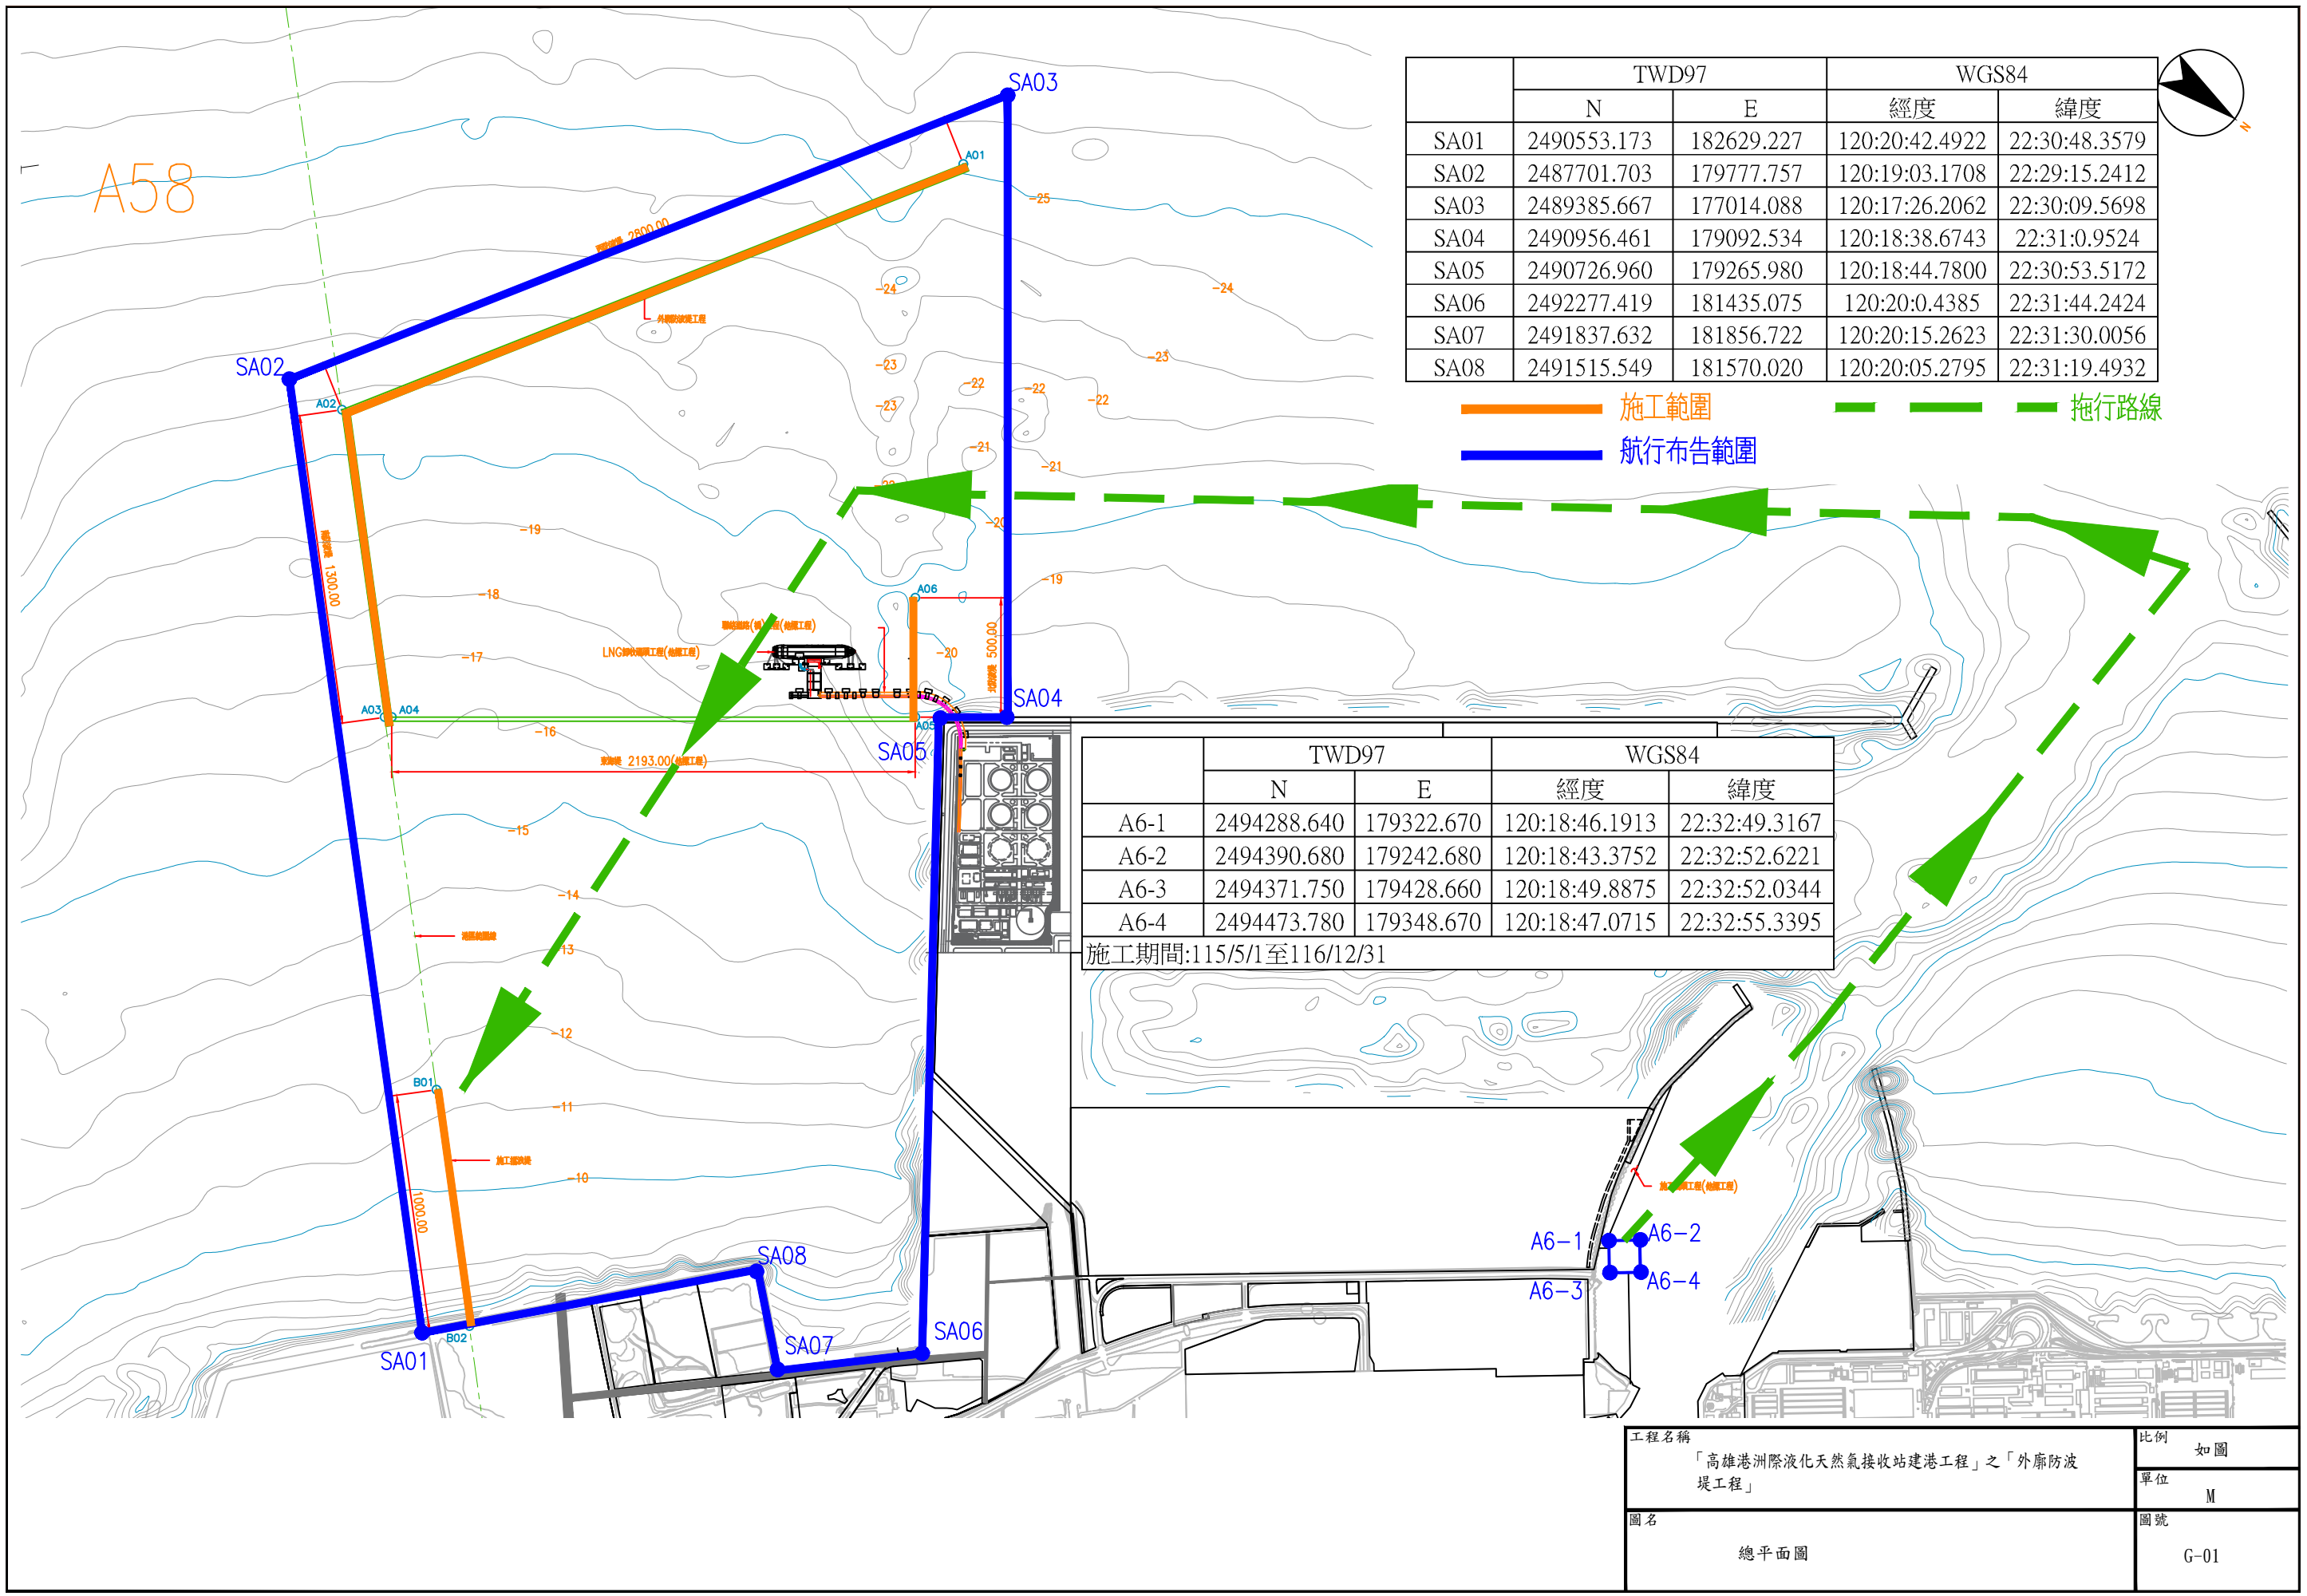 SA03
A58
A01
-25
2800.00
-24
-24
外廓防波堤工程
SA02
A02
-23
-23
-22
-22
-22
-23
-21
-21
-20
-19
-19
1300.00
-18
A06
-17
-20
500.00
SA04
A03
A04
A05
-16
SA05
2193.00
-15
-14
-13
-12
B01
-11
-10
1000.00
SA08
B02
SA01
SA07
SA06
A6-1
A6-2
A6-3
A6-4
N
TWD97 WGS84
N E 經度 緯度
SA01 2490553.173 182629.227 120:20:42.4922 22:30:48.3579
SA02 2487701.703 179777.757 120:19:03.1708 22:29:15.2412
SA03 2489385.667 177014.088 120:17:26.2062 22:30:09.5698
SA04 2490956.461 179092.534 120:18:38.6743 22:31:0.9524
SA05 2490726.960 179265.980 120:18:44.7800 22:30:53.5172
SA06 2492277.419 181435.075 120:20:0.4385 22:31:44.2424
SA07 2491837.632 181856.722 120:20:15.2623 22:31:30.0056
SA08 2491515.549 181570.020 120:20:05.2795 22:31:19.4932
施工範圍
拖行路線
航行布告範圍
TWD97 WGS84
N E 經度 緯度
A6-1 2494288.640 179322.670 120:18:46.1913 22:32:49.3167
A6-2 2494390.680 179242.680 120:18:43.3752 22:32:52.6221
A6-3 2494371.750 179428.660 120:18:49.8875 22:32:52.0344
A6-4 2494473.780 179348.670 120:18:47.0715 22:32:55.3395
施工期間:115/5/1至116/12/31
工程名稱
「高雄港洲際液化天然氣接收站建港工程」之「外廓防波
堤工程」
比例
如圖
單位
M
圖名
總平面圖
圖號
G-01